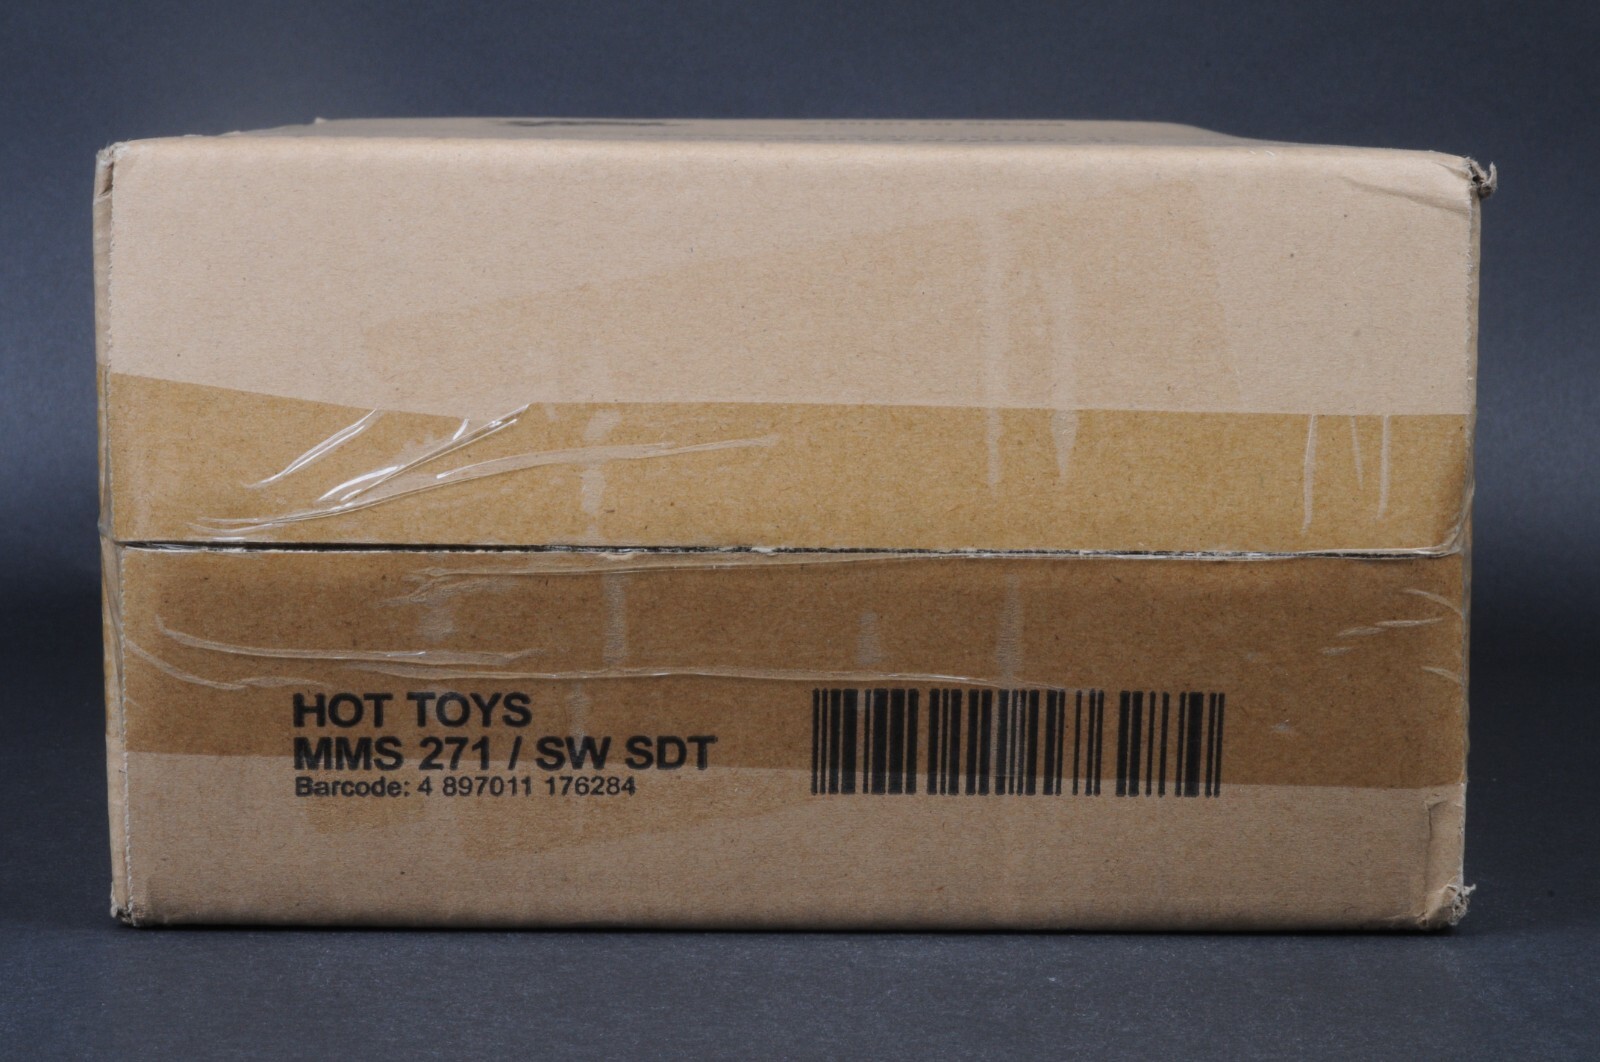 HOT TOYS
MMS 271 / SW SDT
Barcode: 4 897011 176284